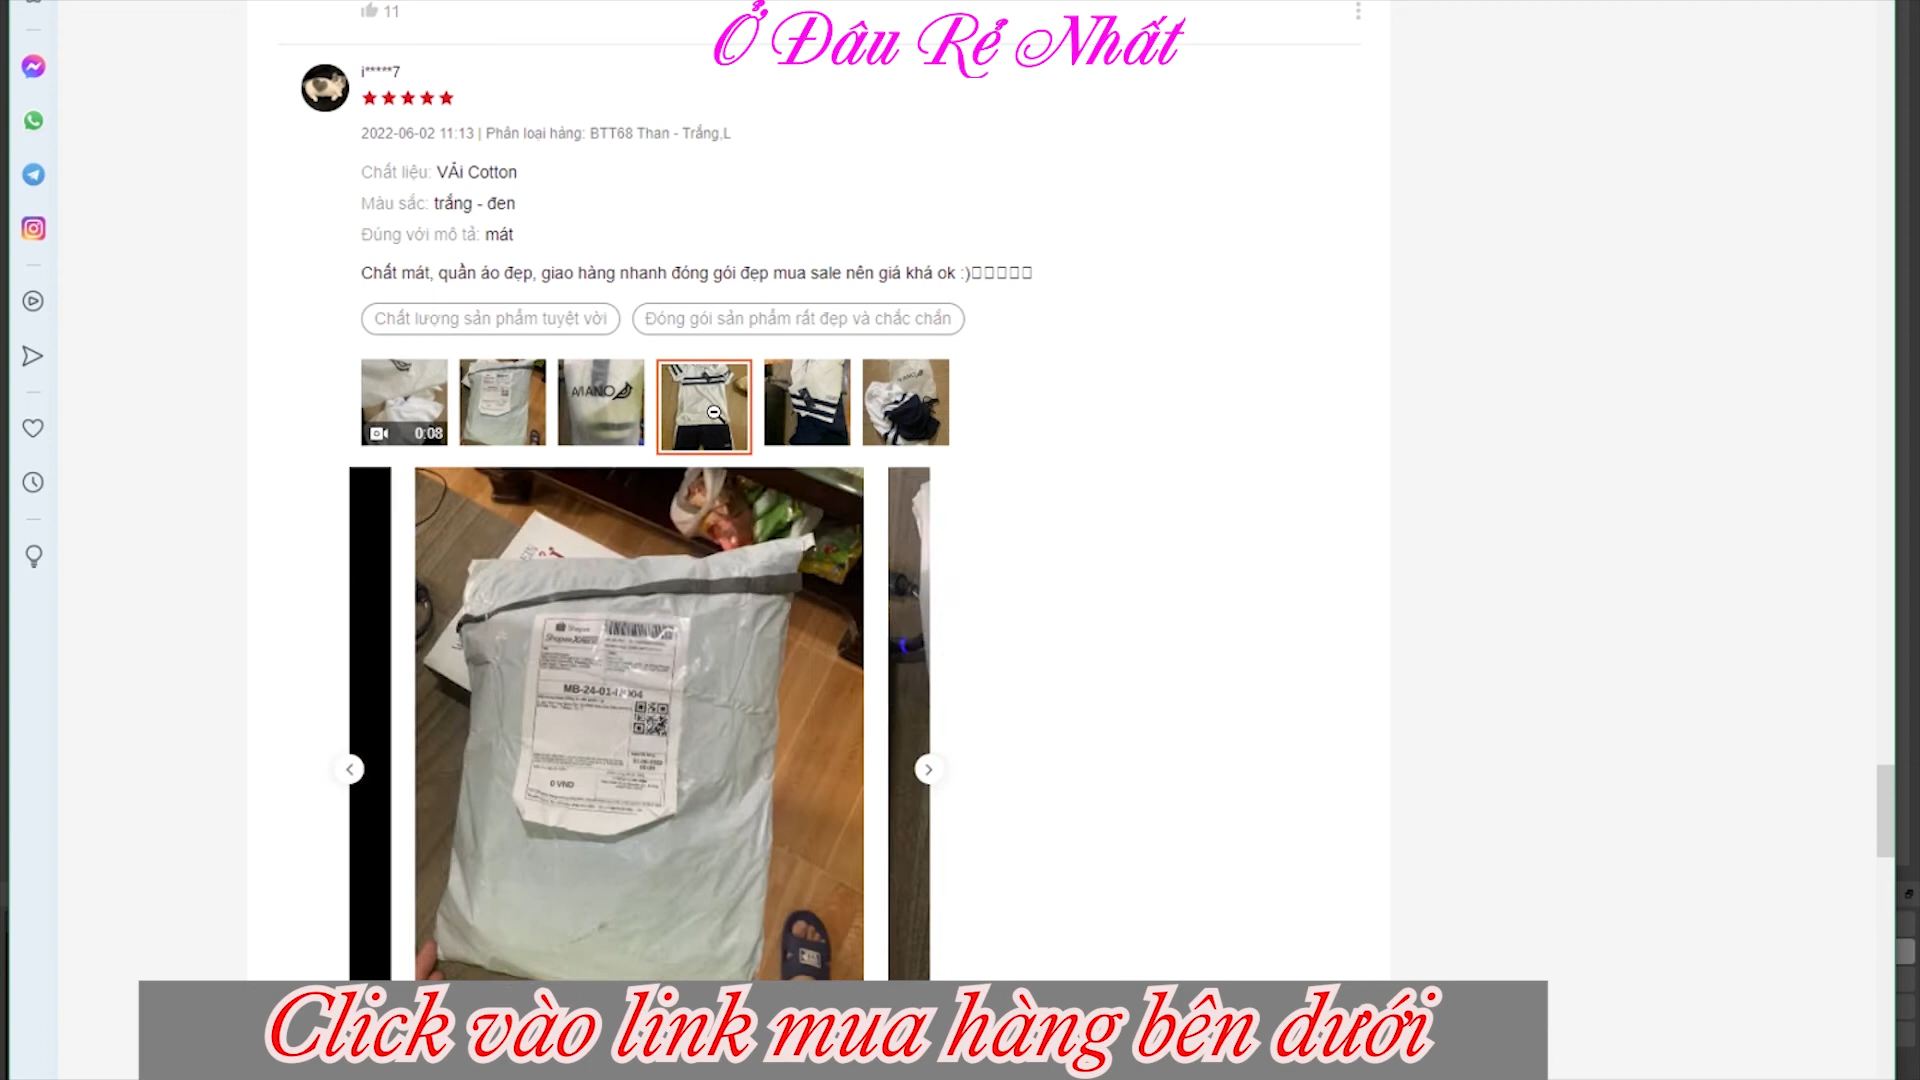 11
Ở Đâu Rẻ Nhất
i*****7
2022-06-02 11:13 | Phân loại hàng: BTT68 Than - Trắng,L
Chất liệu: VẢi Cotton
Màu sắc: trắng - đen
Đúng với mô tả: mát
Chất mát, quần áo đẹp, giao hàng nhanh đóng gói đẹp mua sale nên giá khá ok :)
Chất lượng sản phẩm tuyệt vời
Đóng gói sản phẩm rất đẹp và chắc chắn
0:08
Shopee
0 VND
Click vào link mua hàng bên dưới